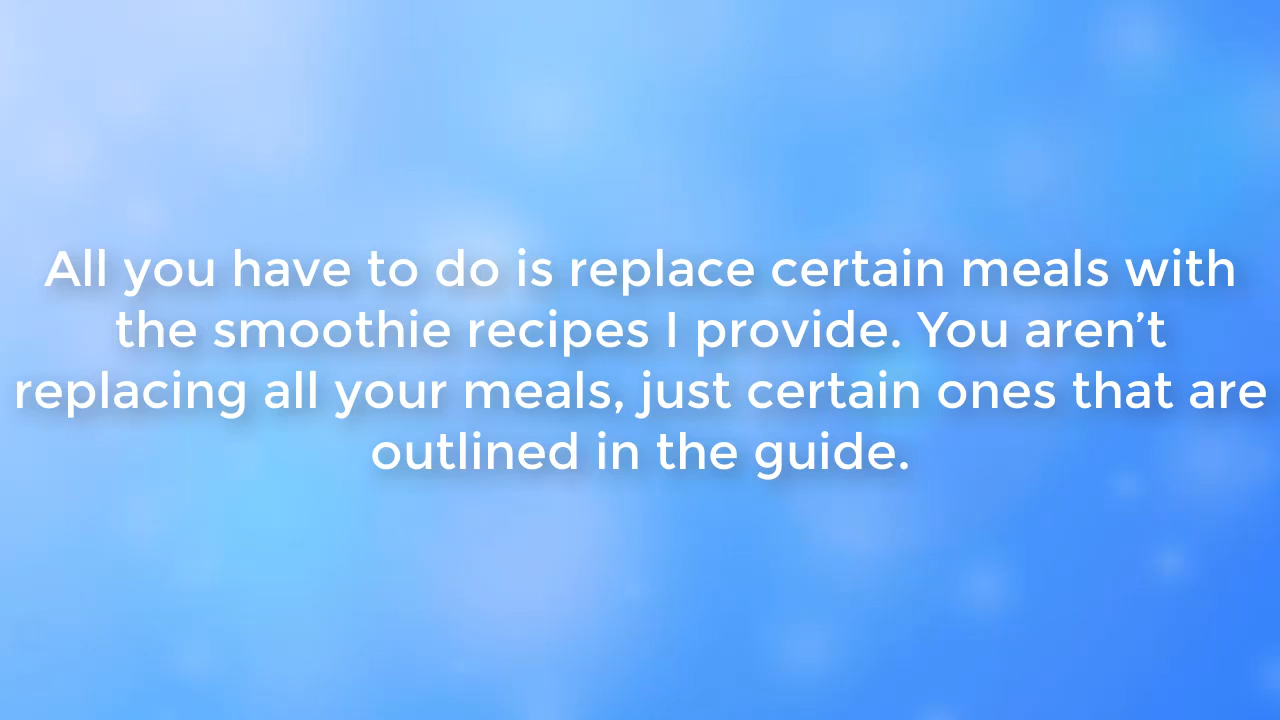 All you have to do is replace certain meals with
the smoothie recipes I provide. You aren’t
replacing all your meals, just certain ones that are
outlined in the guide.